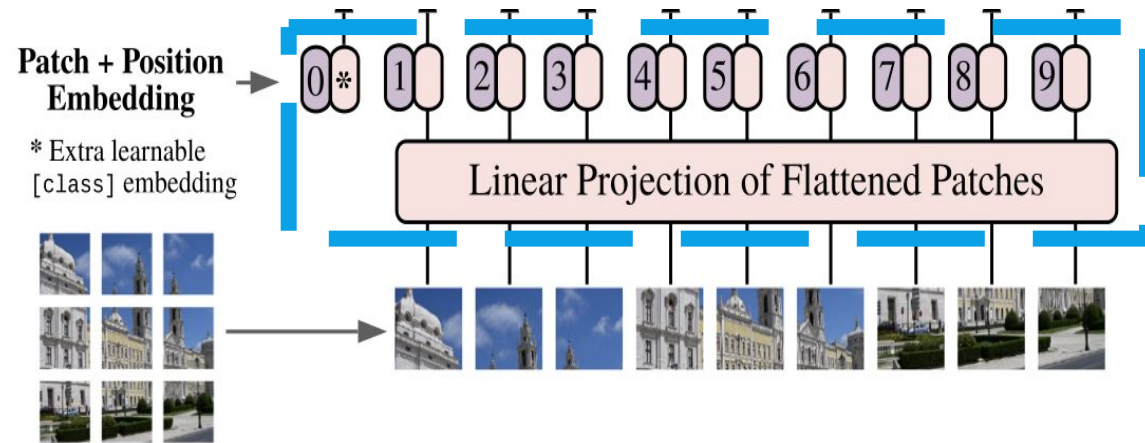 Patch + Position
Embedding
* Extra learnable
[class] embedding
0 * 1 2 3 4 5 6 7 8 9
Linear Projection of Flattened Patches